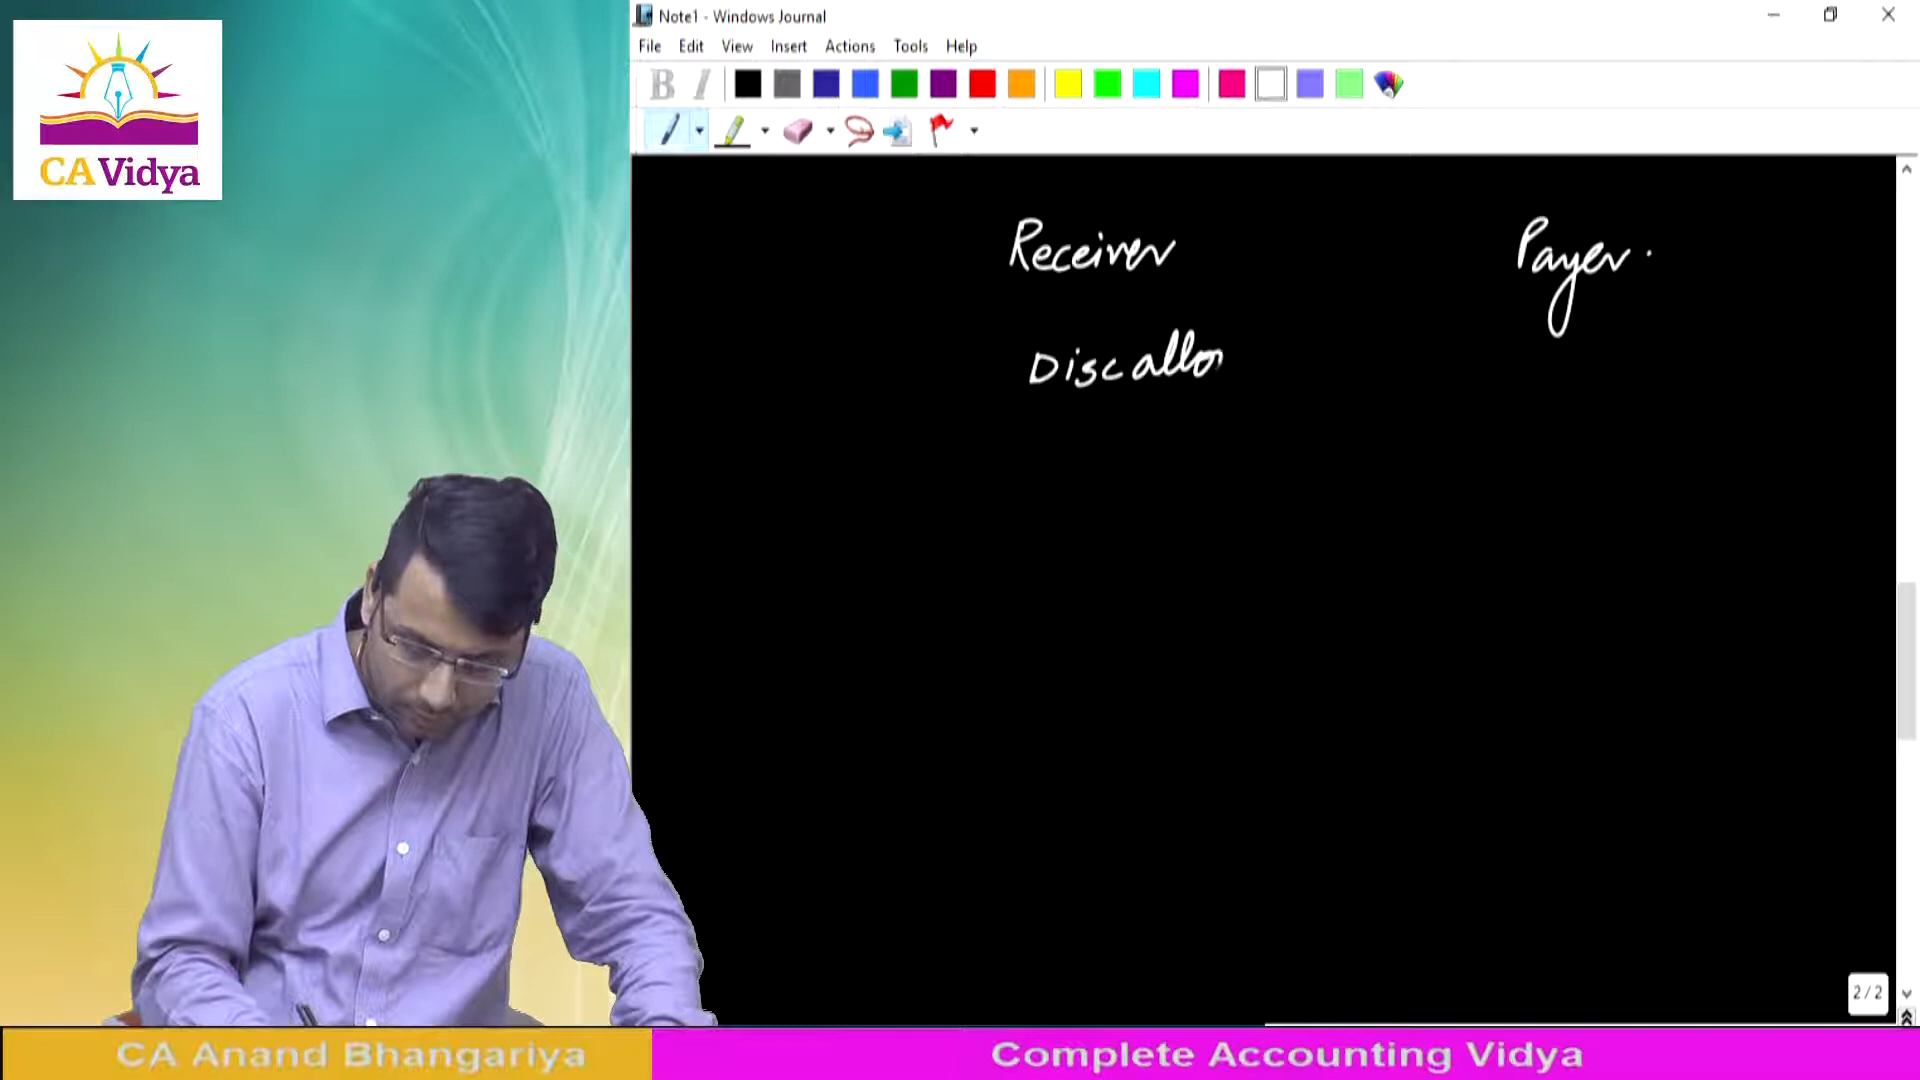 CA Vidya
Note1 - Windows Journal
File Edit View Insert Actions Tools Help
B I
Receiver Payer.
Disc allo
2 / 2
CA Anand Bhangariya
Complete Accounting Vidya